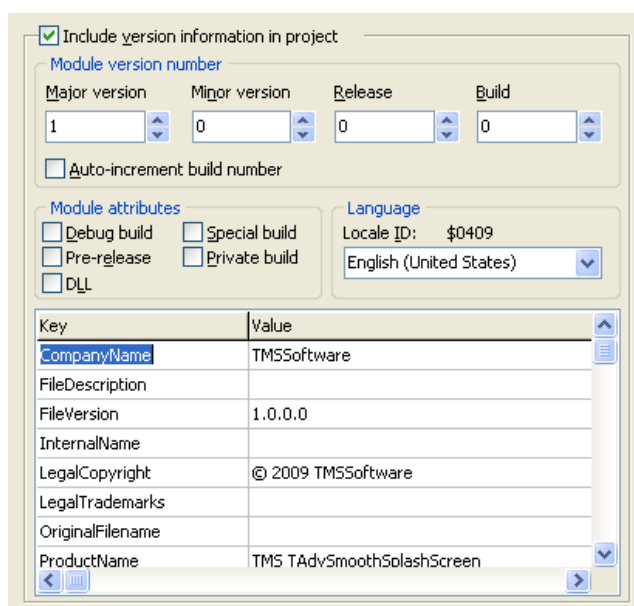 Include version information in project
Module version number
Major version Minor version Release Build
1 0 0 0
Auto-increment build number
Module attributes Language
Debug build Special build Locale ID: $0409
Pre-release Private build English (United States)
DLL
Key Value
CompanyName TMSSoftware
FileDescription
FileVersion 1.0.0.0
InternalName
LegalCopyright © 2009 TMSSoftware
LegalTrademarks
OriginalFilename
ProductName TMS TAdvSmoothSplashScreen